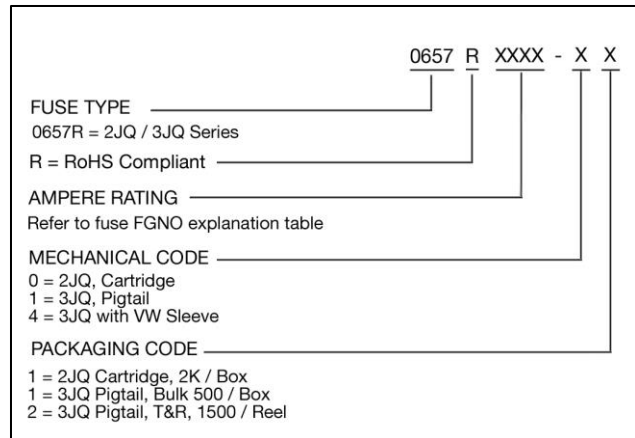 0657 R XXXX - X X
FUSE TYPE
0657R = 2JQ / 3JQ Series
R = RoHS Compliant
AMPERE RATING
Refer to fuse FGNO explanation table
MECHANICAL CODE
0 = 2JQ, Cartridge
1 = 3JQ, Pigtail
4 = 3JQ with VW Sleeve
PACKAGING CODE
1 = 2JQ Cartridge, 2K / Box
1 = 3JQ Pigtail, Bulk 500 / Box
2 = 3JQ Pigtail, T&R, 1500 / Reel